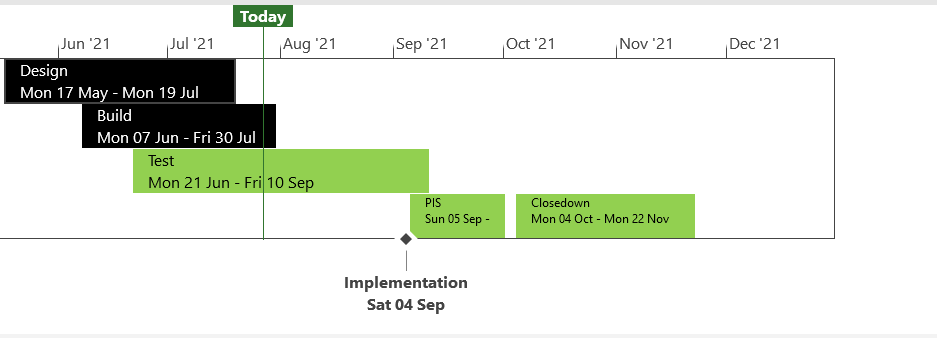 Today
Jun '21 Jul '21 Aug '21 Sep '21 Oct '21 Nov '21 Dec '21
Design
Mon 17 May - Mon 19 Jul
Build
Mon 07 Jun - Fri 30 Jul
Test
Mon 21 Jun - Fri 10 Sep
PIS
Sun 05 Sep -
Closedown
Mon 04 Oct - Mon 22 Nov
Implementation
Sat 04 Sep